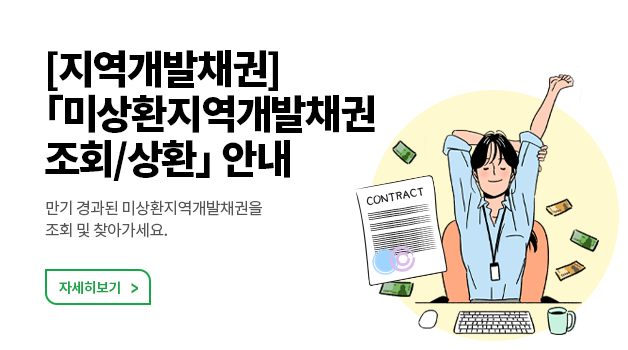 [지역개발채권]
「미상환지역개발채권
조회/상환」 안내
만기 경과된 미상환지역개발채권을
조회 및 찾아가세요.
자세히보기 >
CONTRACT